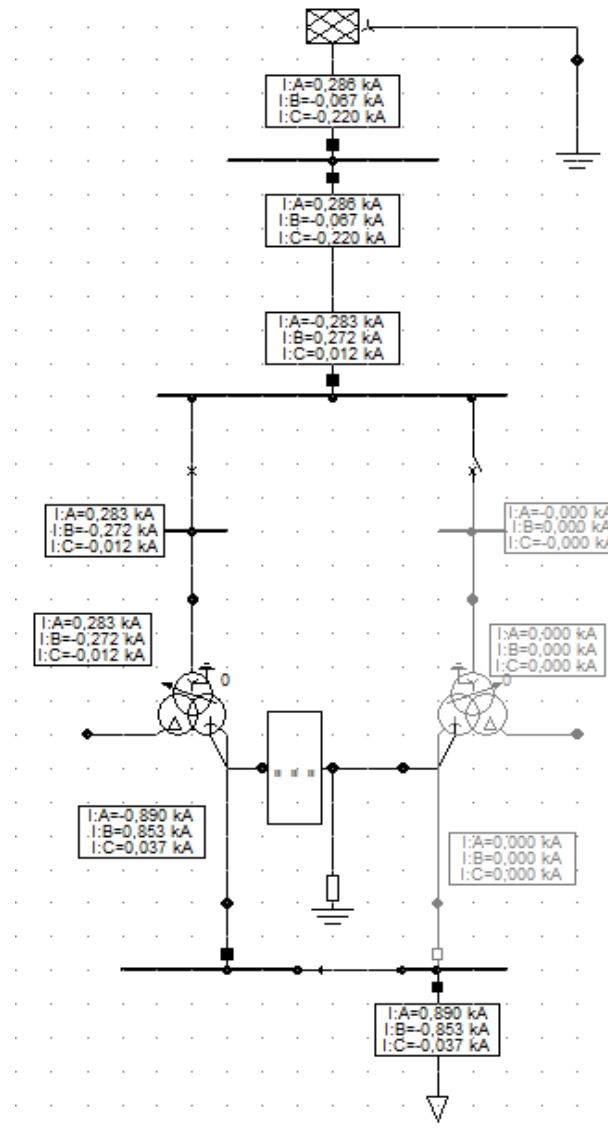 I:A=0,286 kA
I:B=-0,067 kA
I:C=-0,220 kA
I:A=0,286 kA
I:B=-0,067 kA
I:C=-0,220 kA
I:A=-0,283 kA
I:B=0,272 kA
I:C=0,012 kA
I:A=0,283 kA
I:B=-0,272 kA
I:C=-0,012 kA
I:A=-0,000 kA
I:B=0,000 kA
I:C=-0,000 kA
I:A=0,283 kA
I:B=-0,272 kA
I:C=-0,012 kA
0
I:A=0,000 kA
I:B=0,000 kA
I:C=0,000 kA
0
I:A=-0,890 kA
I:B=0,853 kA
I:C=0,037 kA
I:A=0,000 kA
I:B=0,000 kA
I:C=0,000 kA
I:A=0,890 kA
I:B=-0,853 kA
I:C=-0,037 kA